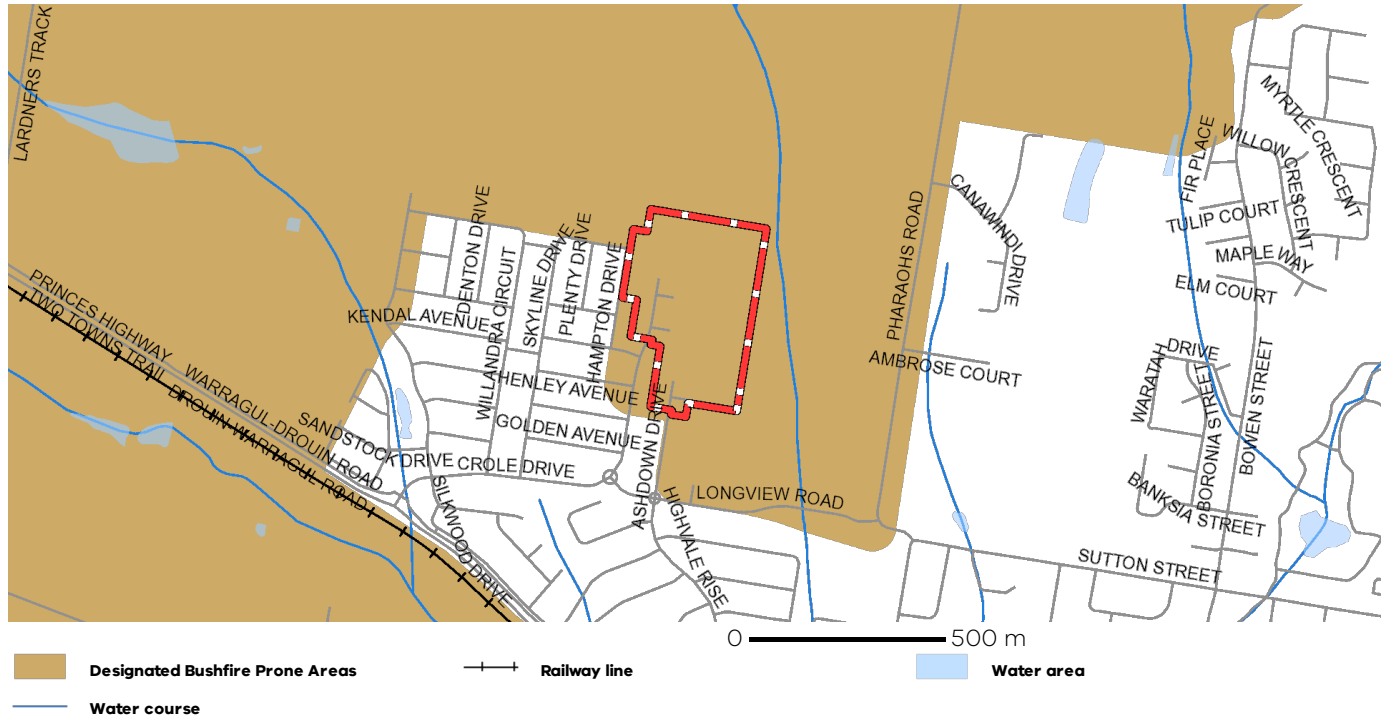 LARDNERS TRACK
MYRTLE CRESCENT
WILLOW CRESCENT
FIR PLACE
CANAWINDI DRIVE
TULIP COURT
MAPLE WAY
ELM COURT
PHARAOHS ROAD
DENTON DRIVE
WILLANDRA CIRCUIT
SKYLINE DRIVE
PLENTY DRIVE
HAMPTON DRIVE
KENDAL AVENUE
PRINCES HIGHWAY
TWO TOWNS TRAIL
WARRAGUL-DROUIN ROAD
DROUIN-WARRAGUL ROAD
HENLEY AVENUE
GOLDEN AVENUE
ASHDOWN DRIVE
AMBROSE COURT
WARATAH DRIVE
BORONIA STREET
BOWEN STREET
SANDSTOCK DRIVE
CROLE DRIVE
SILKWOOD DRIVE
HIGHVALE RISE
LONGVIEW ROAD
BANKSIA STREET
SUTTON STREET
0 500 m
Designated Bushfire Prone Areas
Railway line
Water area
Water course